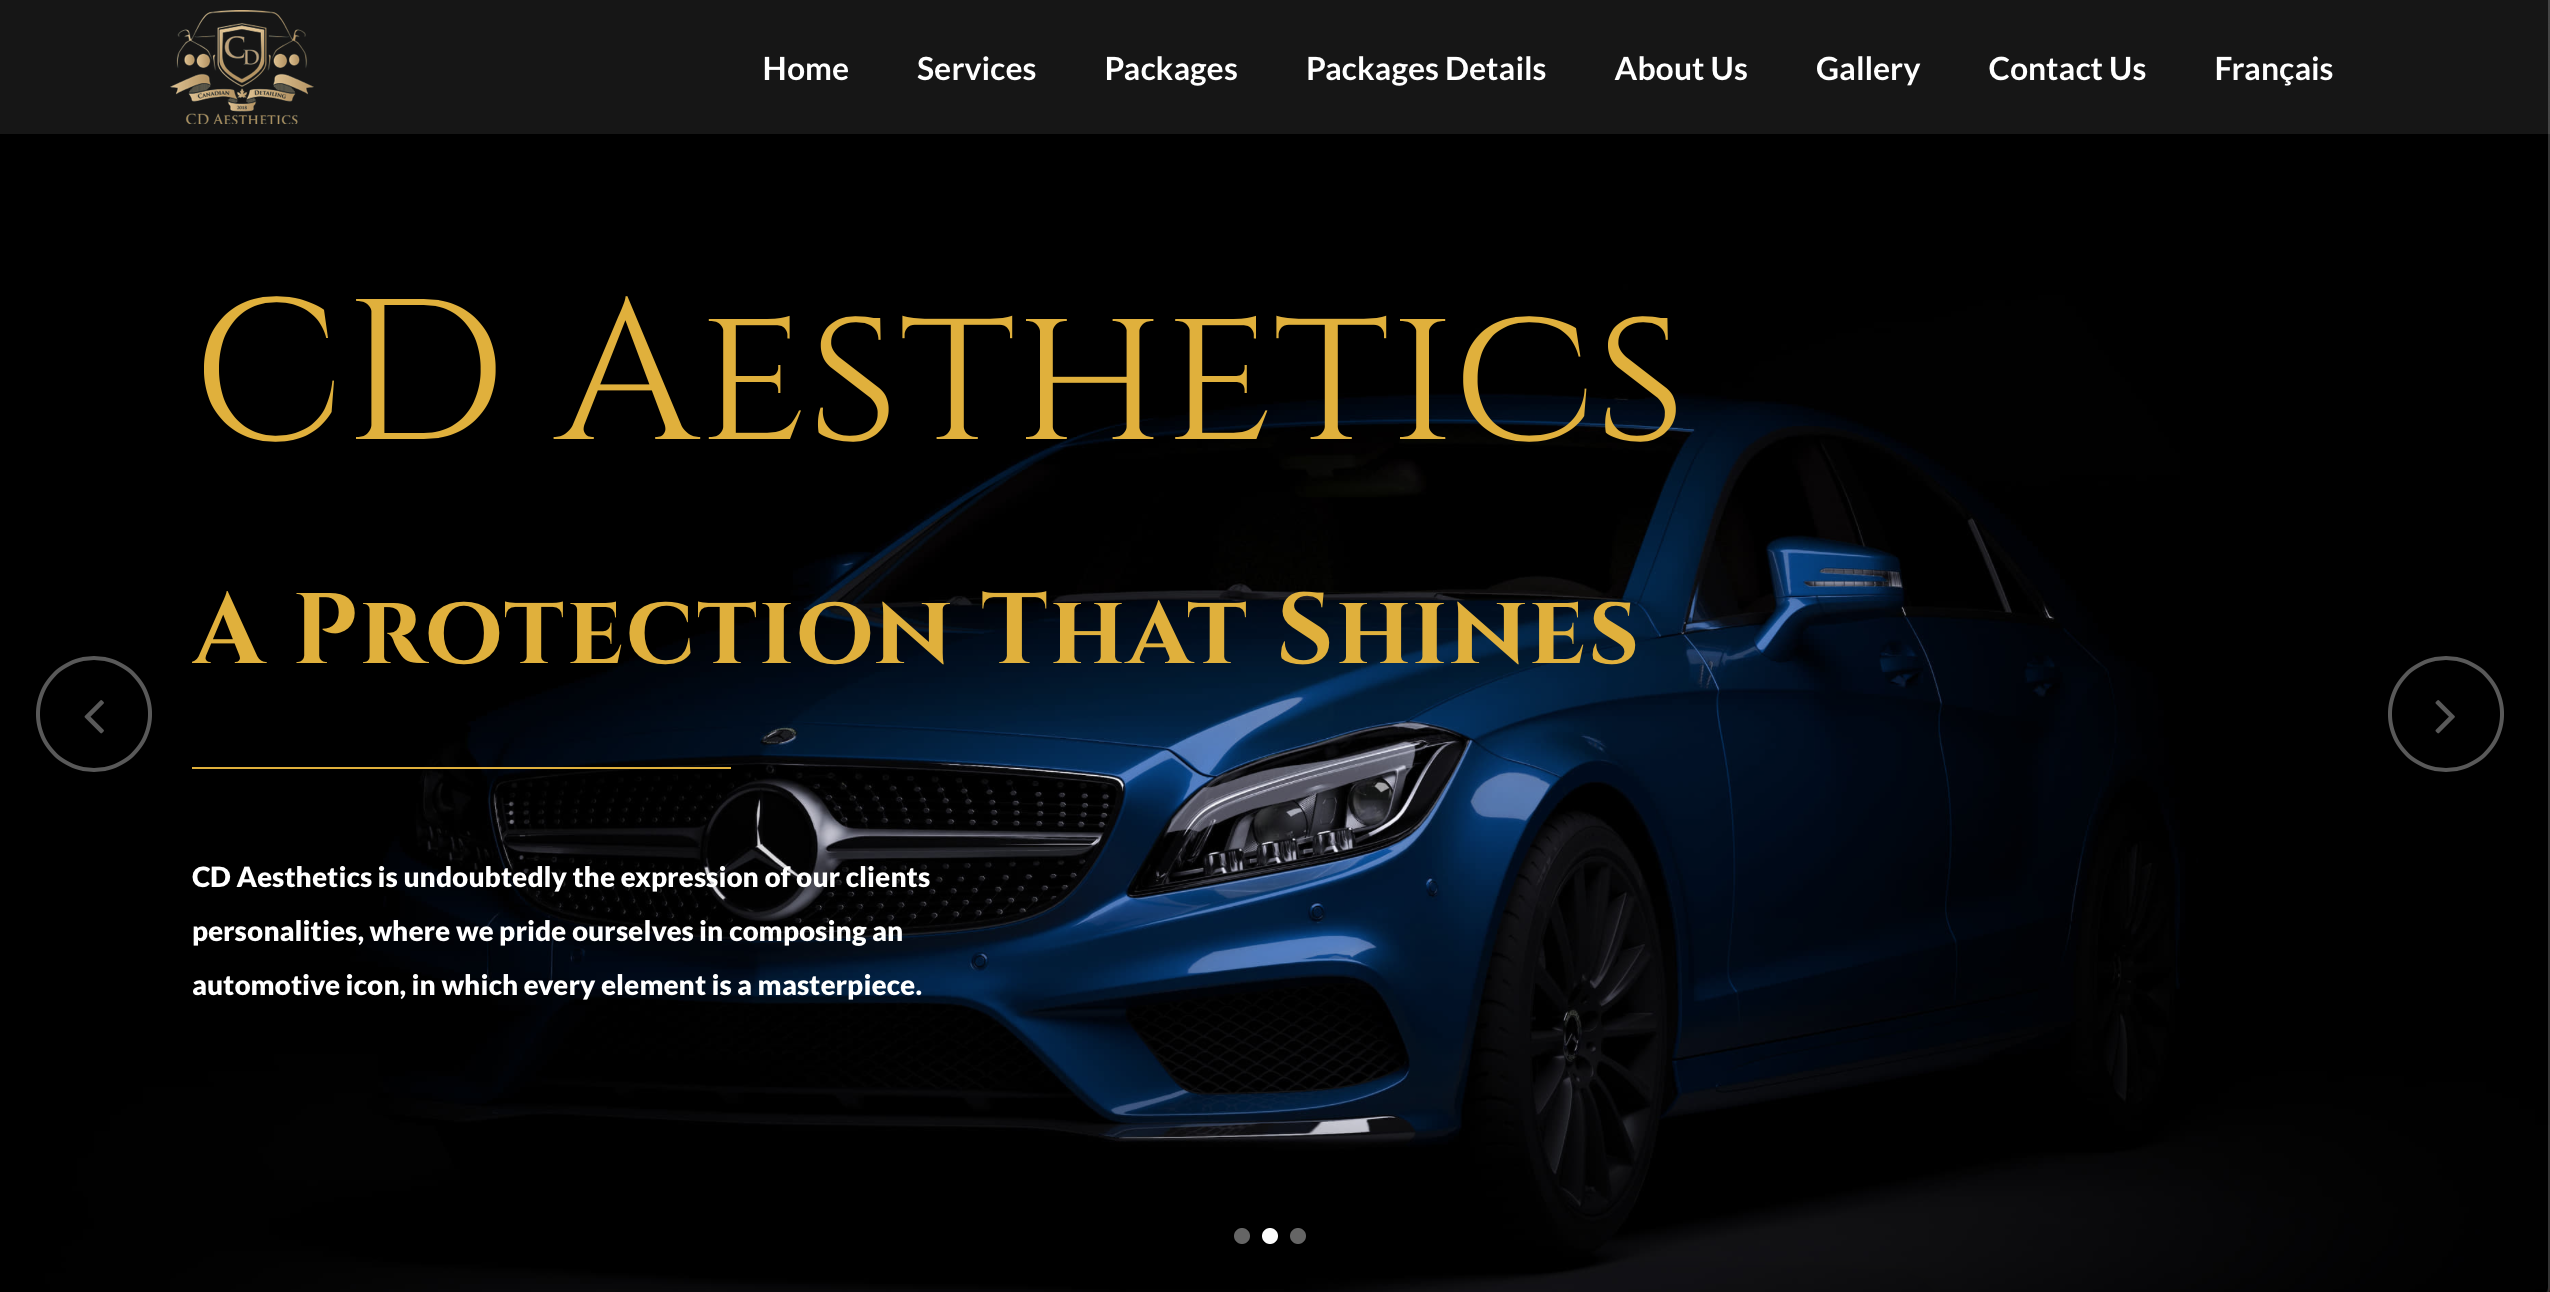 CD
Canadian Detailing
2018
CD Aesthetics
Home Services Packages Packages Details About Us Gallery Contact Us Français
CD Aesthetics
A Protection That Shines
CD Aesthetics is undoubtedly the expression of our clients
personalities, where we pride ourselves in composing an
automotive icon, in which every element is a masterpiece.